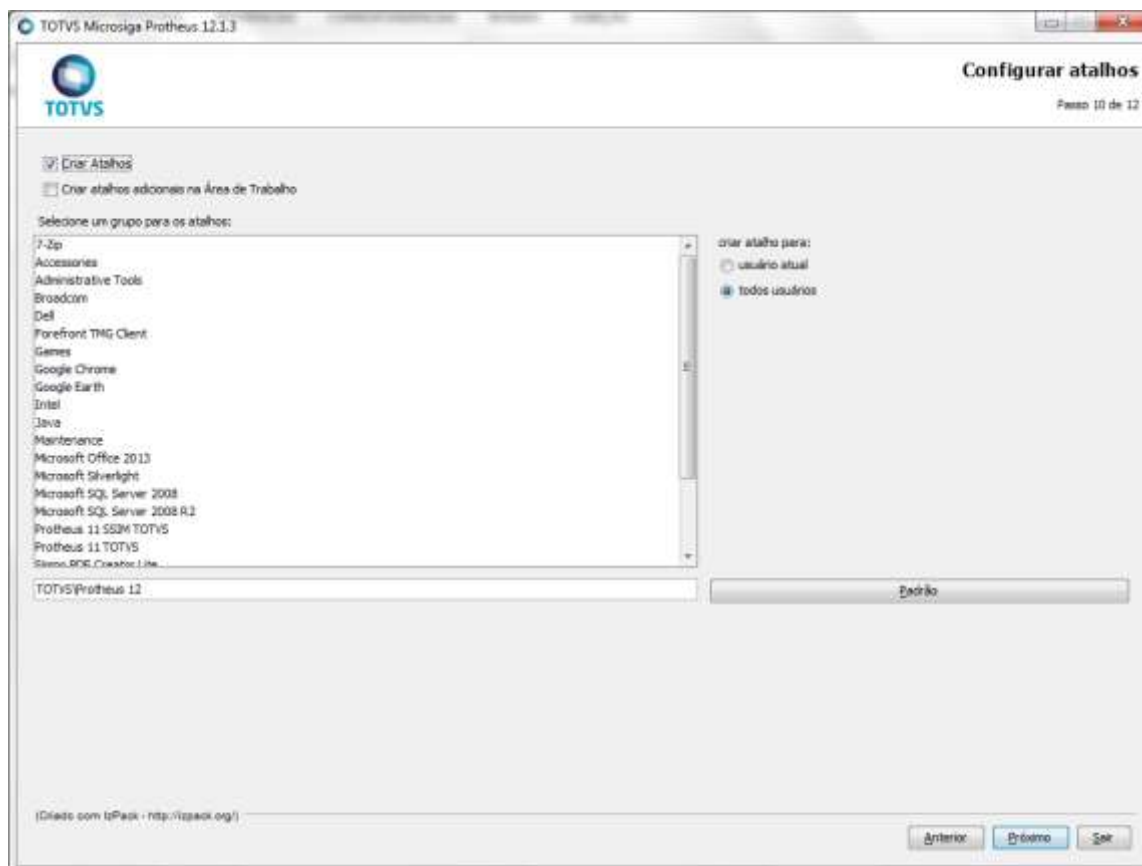 TOTVS Microsiga Protheus 12.1.3
TOTVS
Configurar atalhos
Passo 10 de 12
Criar Atalhos
Criar atalhos adicionais na Área de Trabalho
Selecione um grupo para os atalhos:
7-Zip
Accessories
Administrative Tools
Broadcom
Dell
Forefront TMG Client
Games
Google Chrome
Google Earth
Intel
Java
Maintenance
Microsoft Office 2013
Microsoft Silverlight
Microsoft SQL Server 2008
Microsoft SQL Server 2008 R2
Protheus 11 SSIM TOTVS
Protheus 11 TOTVS
PDF Creator Lite
criar atalho para:
usuário atual
todos usuários
TOTVS\Protheus 12
Padrão
(Criado com IzPack - http://izpack.org/)
Anterior
Próximo
Sair